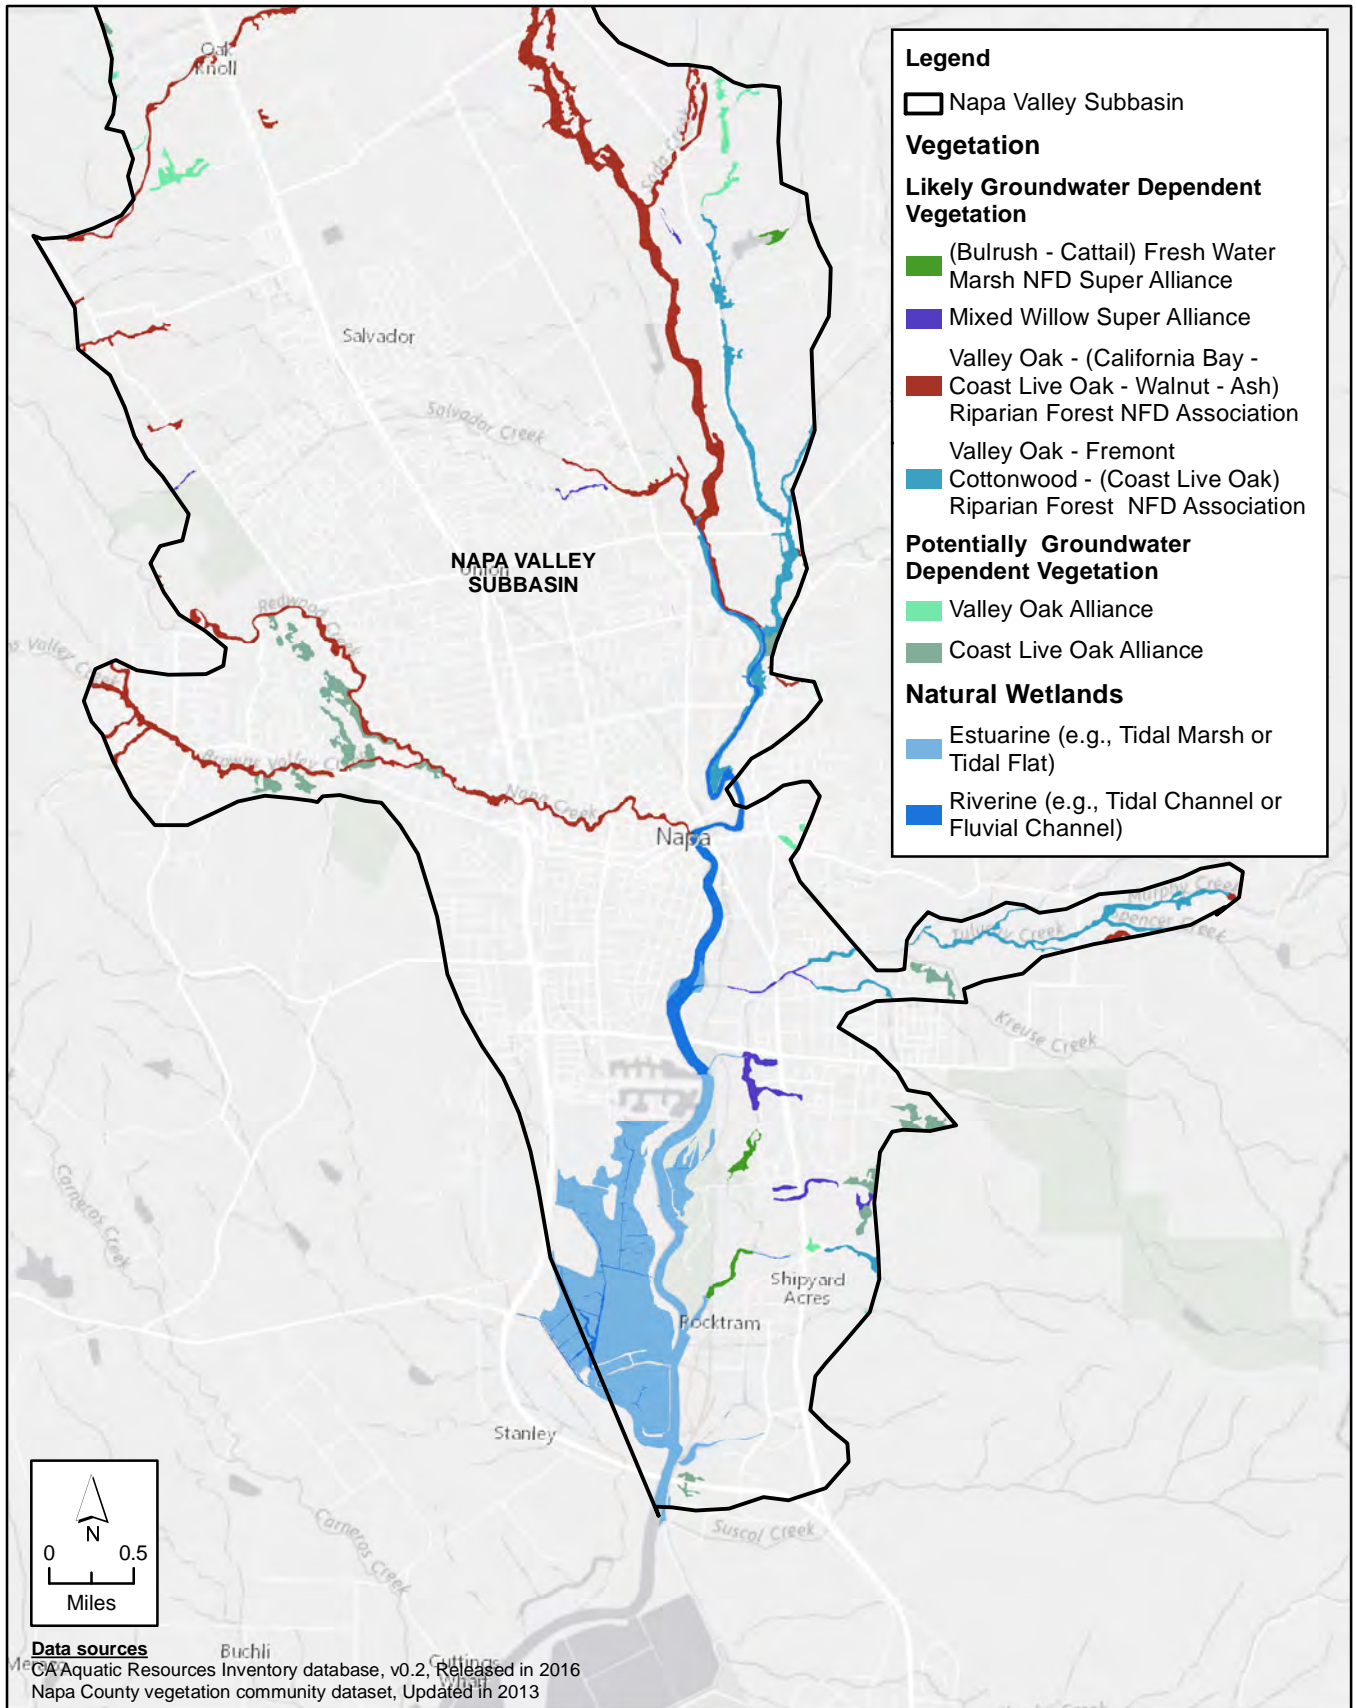 Oak
Knoll
Soda Creek
Salvador
Salvador Creek
NAPA VALLEY
SUBBASIN
Union
Redwood
Creek
Valley Creek
Browns Valley Creek
Napa Creek
Napa
Murphy Creek
Spencer Creek
Tulucay Creek
Kreuse Creek
Carneros Creek
Shipyard
Acres
Rocktram
Stanley
Suscol Creek
Carneros Creek
Buchli
Cuttings
Wharf
Legend
Napa Valley Subbasin
Vegetation
Likely Groundwater Dependent
Vegetation
(Bulrush - Cattail) Fresh Water
Marsh NFD Super Alliance
Mixed Willow Super Alliance
Valley Oak - (California Bay -
Coast Live Oak - Walnut - Ash)
Riparian Forest NFD Association
Valley Oak - Fremont
Cottonwood - (Coast Live Oak)
Riparian Forest NFD Association
Potentially Groundwater
Dependent Vegetation
Valley Oak Alliance
Coast Live Oak Alliance
Natural Wetlands
Estuarine (e.g., Tidal Marsh or
Tidal Flat)
Riverine (e.g., Tidal Channel or
Fluvial Channel)
N
0 0.5
Miles
Data sources
CA Aquatic Resources Inventory database, v0.2, Released in 2016
Napa County vegetation community dataset, Updated in 2013